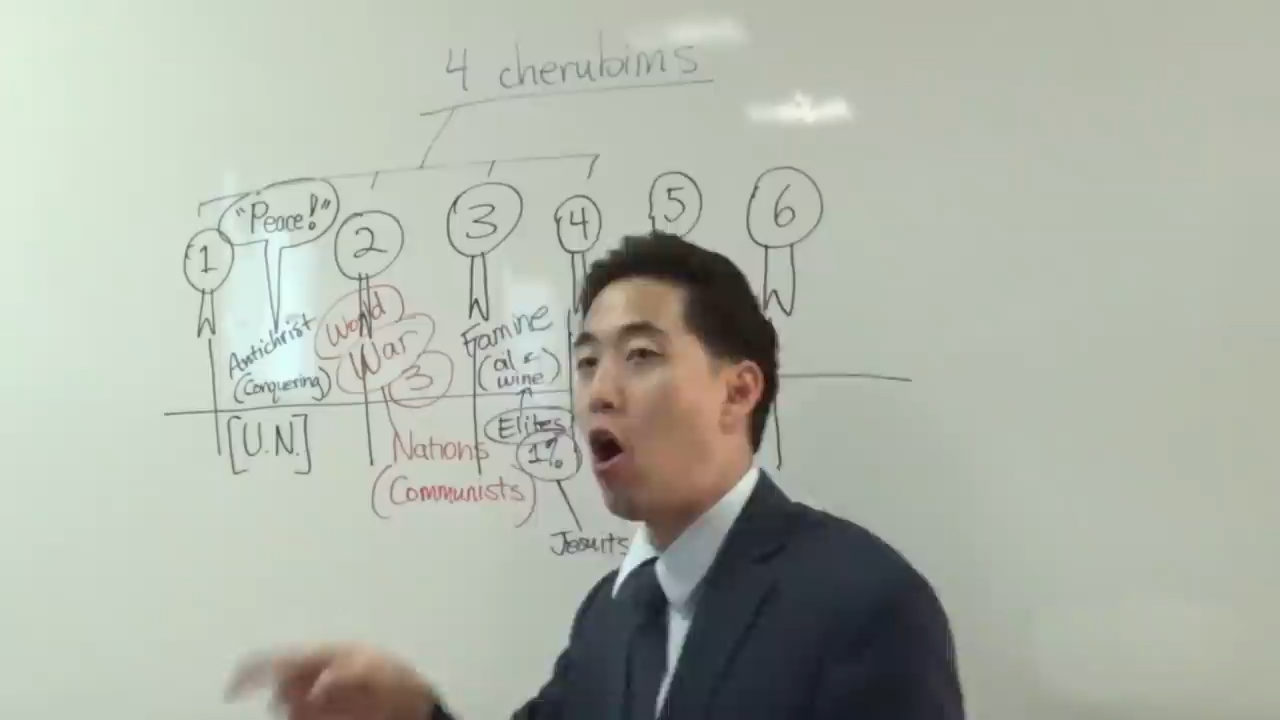 4 cherubims
1
"Peace!"
2
3
4
5
6
Antichrist
(Conquering)
[U.N.]
World
War
3
Nations
(Communists)
Famine
(oil &
wine)
Elites
1%
Jesuits